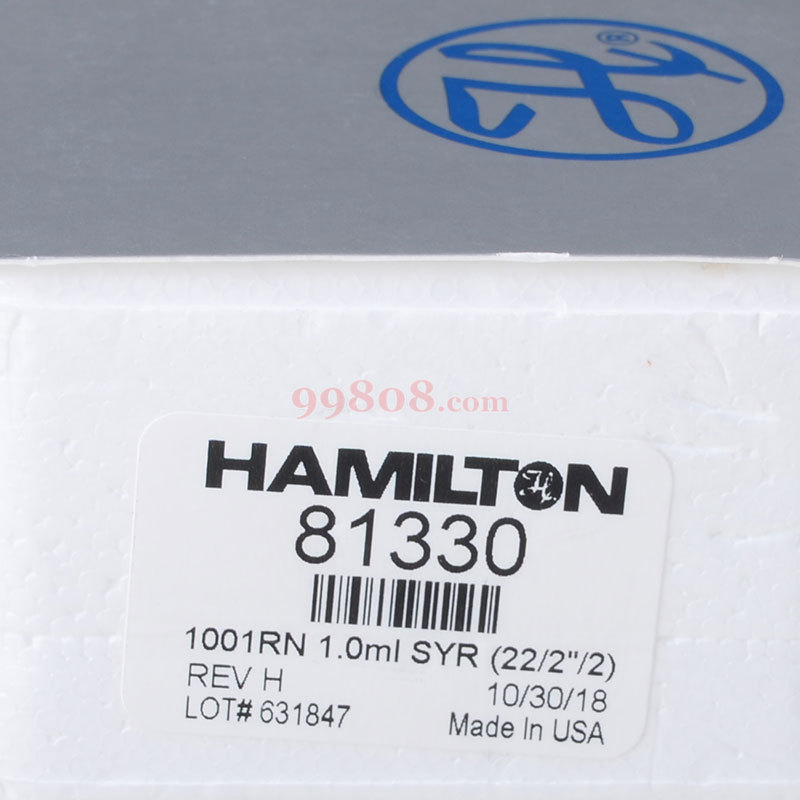 ®
99808.com
HAMILTON
81330
1001RN 1.0ml SYR (22/2"/2)
REV H 10/30/18
LOT# 631847 Made In USA